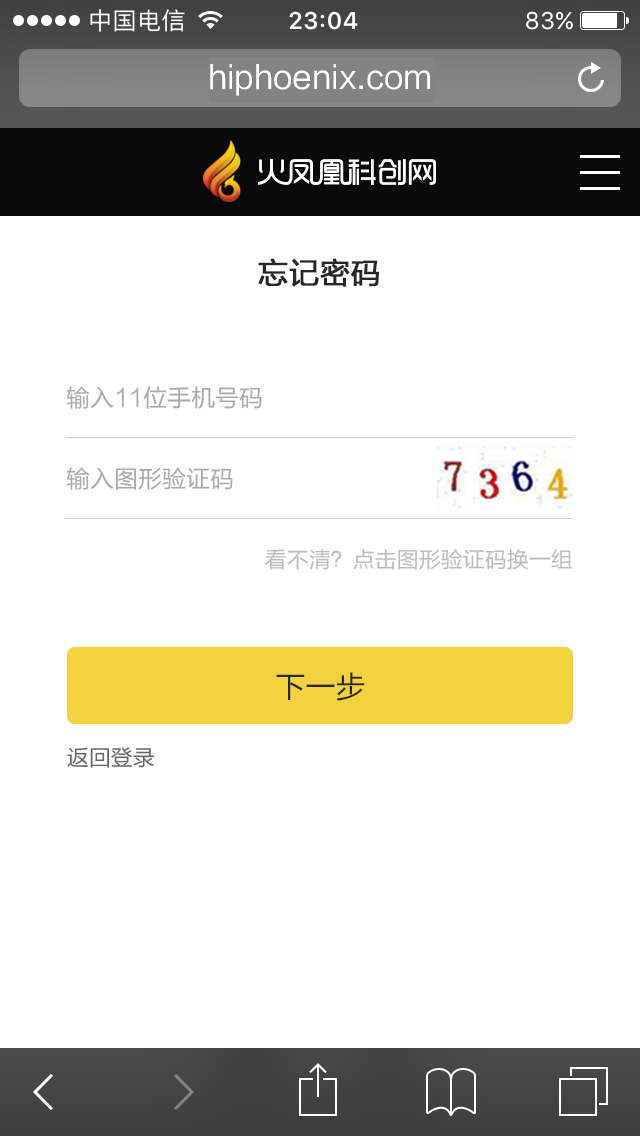 中国电信 23:04 83%
hiphoenix.com
火凤凰科创网
忘记密码
输入11位手机号码
输入图形验证码 7364
看不清？点击图形验证码换一组
下一步
返回登录